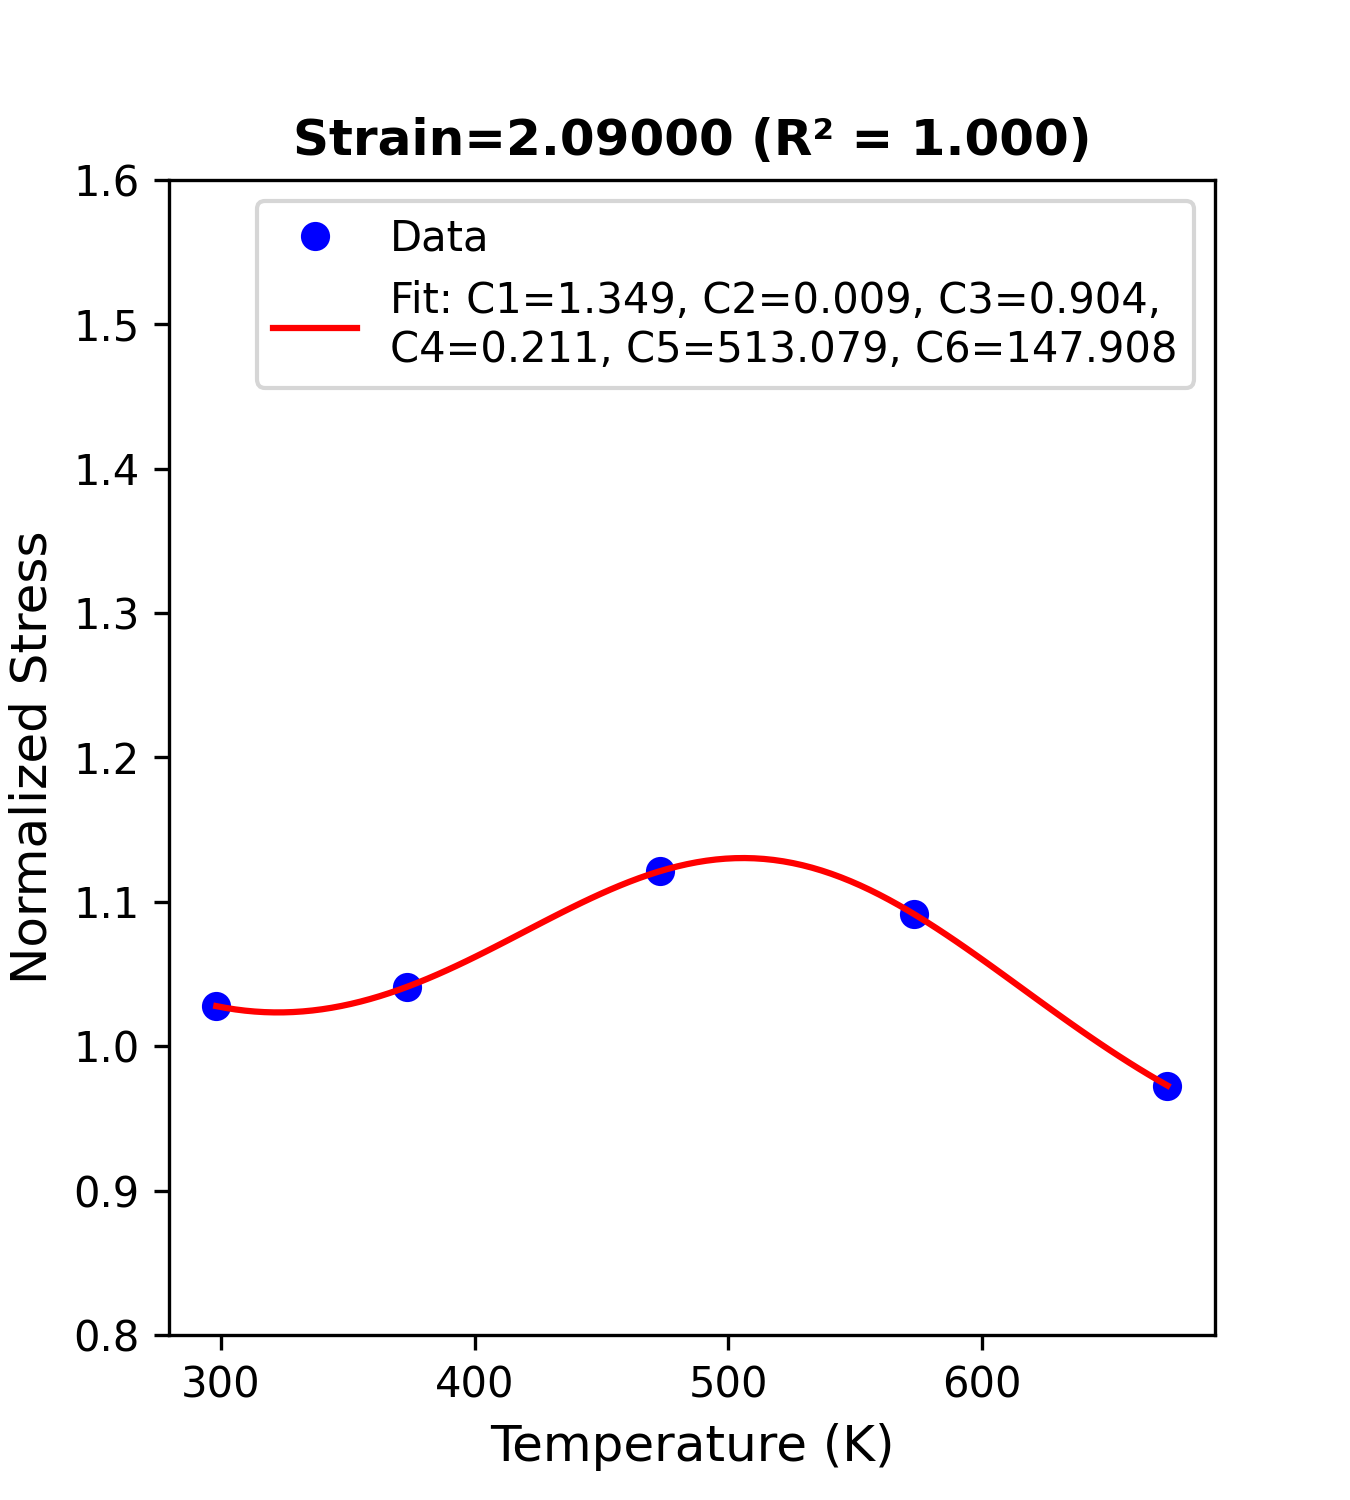 Strain=2.09000 (R² = 1.000)
Data
Fit: C1=1.349, C2=0.009, C3=0.904,
C4=0.211, C5=513.079, C6=147.908
Normalized Stress
1.6
1.5
1.4
1.3
1.2
1.1
1.0
0.9
0.8
300 400 500 600
Temperature (K)